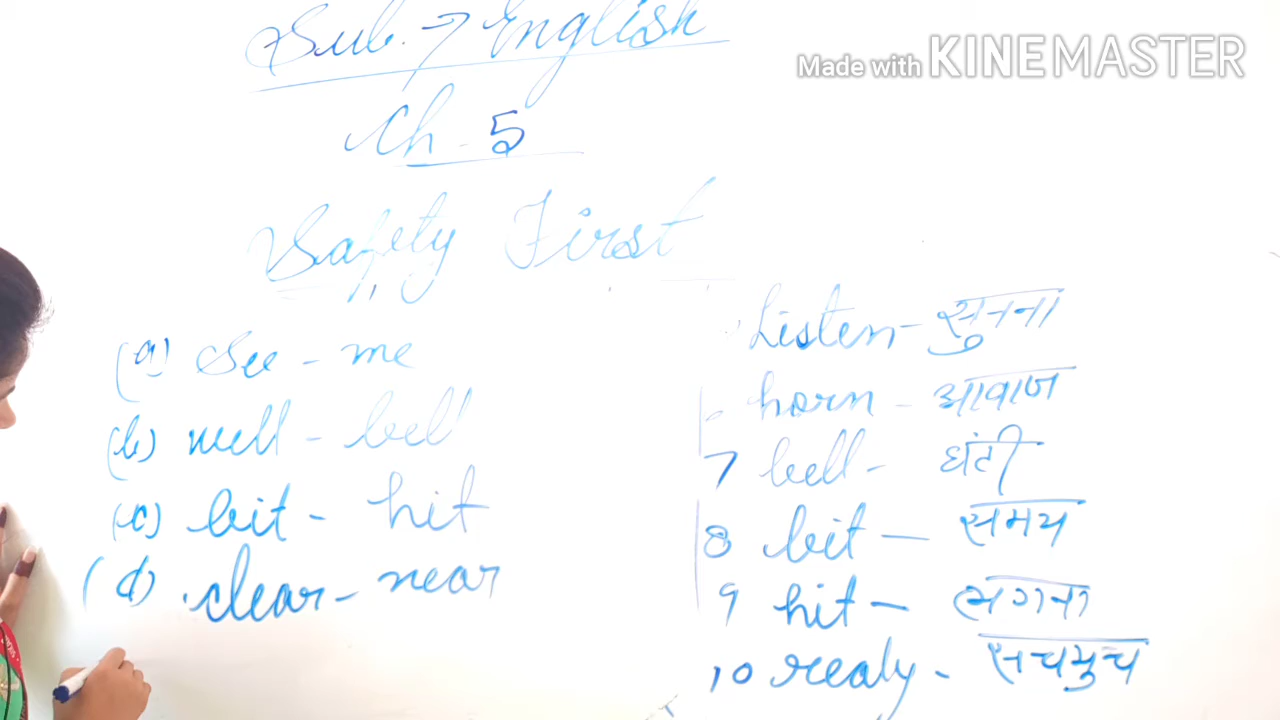 Sub. → English
Made with KINEMASTER
Ch - 5
Safety First
(a) See - me
(b) well - bell
(c) bit - hit
(d) clear - near
Listen - सुनना
horn - आवाज
7 bell - घंटी
8 bit - समय
9 hit - लगना
10 realy - सचमुच